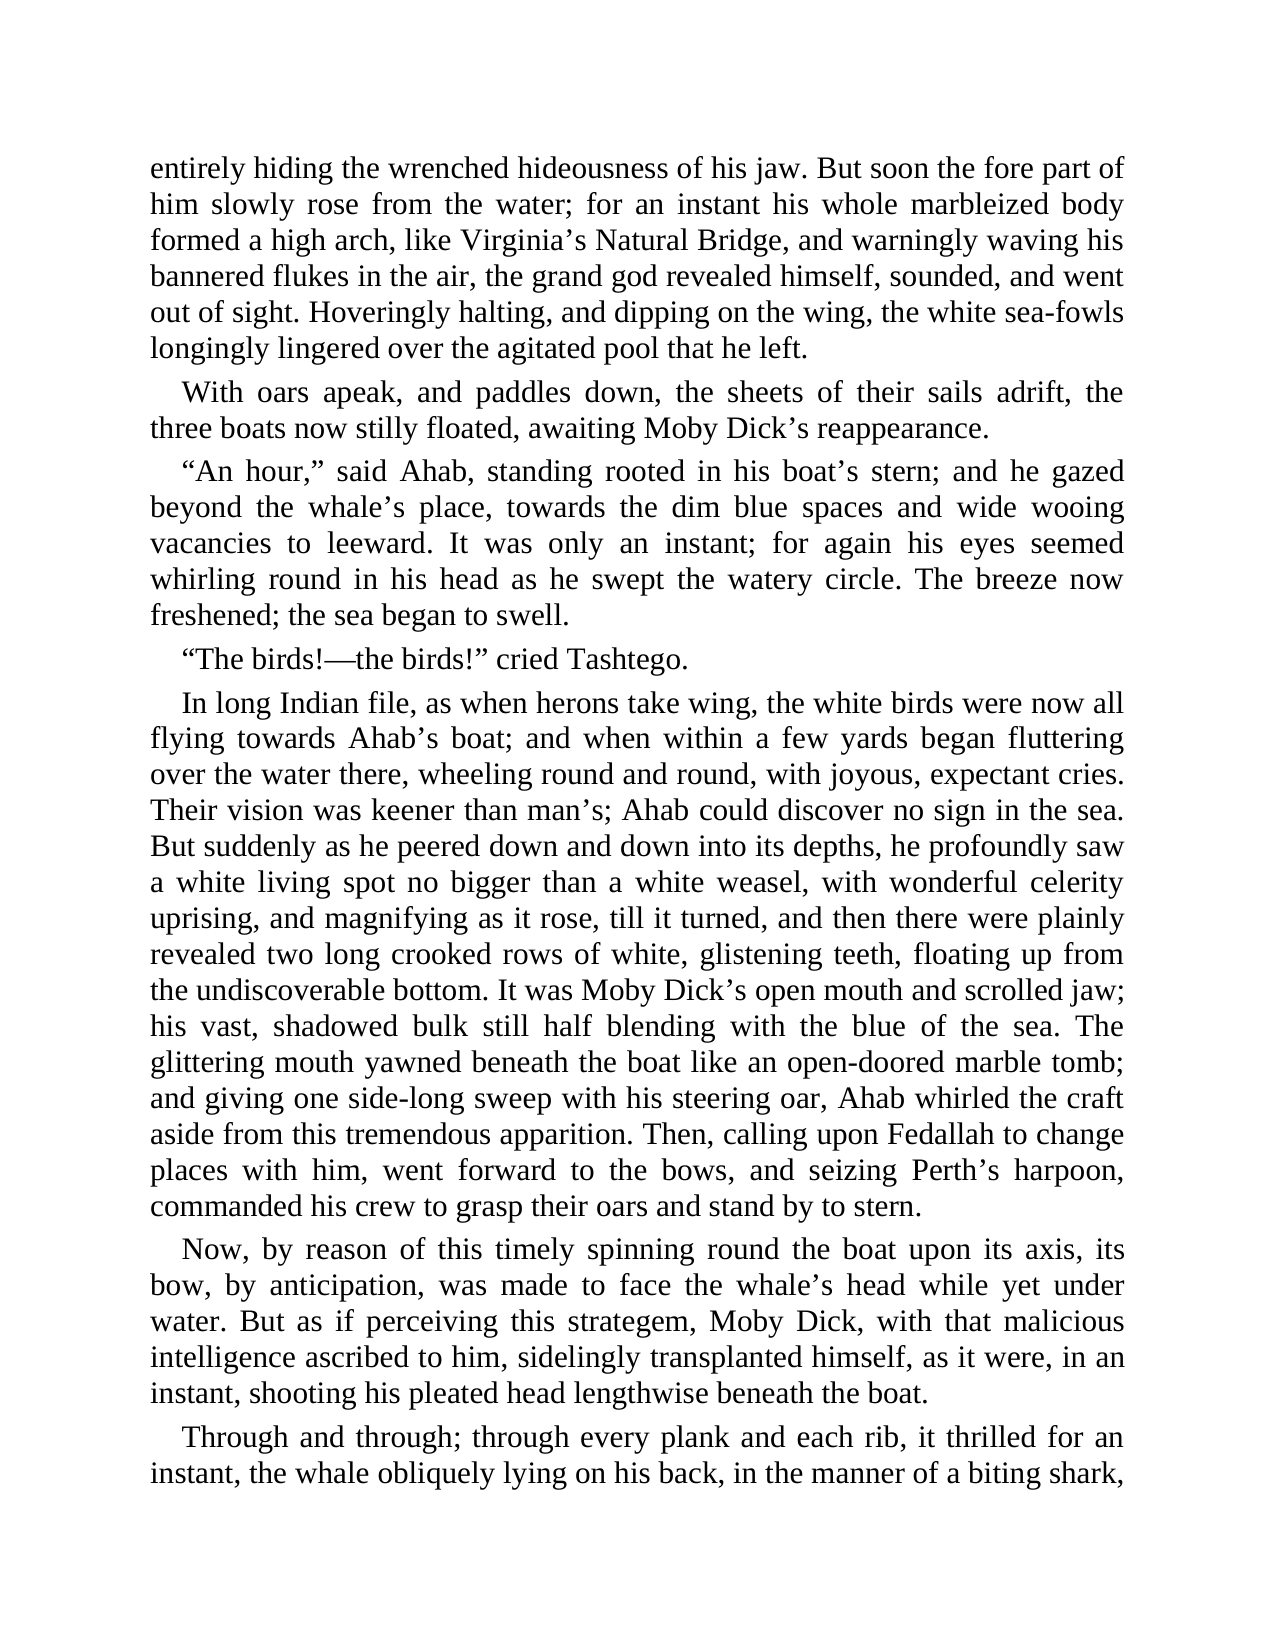 entirely hiding the wrenched hideousness of his jaw. But soon the fore part of
him slowly rose from the water; for an instant his whole marbleized body
formed a high arch, like Virginia’s Natural Bridge, and warningly waving his
bannered flukes in the air, the grand god revealed himself, sounded, and went
out of sight. Hoveringly halting, and dipping on the wing, the white sea-fowls
longingly lingered over the agitated pool that he left.
With oars apeak, and paddles down, the sheets of their sails adrift, the
three boats now stilly floated, awaiting Moby Dick’s reappearance.
“An hour,” said Ahab, standing rooted in his boat’s stern; and he gazed
beyond the whale’s place, towards the dim blue spaces and wide wooing
vacancies to leeward. It was only an instant; for again his eyes seemed
whirling round in his head as he swept the watery circle. The breeze now
freshened; the sea began to swell.
“The birds!—the birds!” cried Tashtego.
In long Indian file, as when herons take wing, the white birds were now all
flying towards Ahab’s boat; and when within a few yards began fluttering
over the water there, wheeling round and round, with joyous, expectant cries.
Their vision was keener than man’s; Ahab could discover no sign in the sea.
But suddenly as he peered down and down into its depths, he profoundly saw
a white living spot no bigger than a white weasel, with wonderful celerity
uprising, and magnifying as it rose, till it turned, and then there were plainly
revealed two long crooked rows of white, glistening teeth, floating up from
the undiscoverable bottom. It was Moby Dick’s open mouth and scrolled jaw;
his vast, shadowed bulk still half blending with the blue of the sea. The
glittering mouth yawned beneath the boat like an open-doored marble tomb;
and giving one side-long sweep with his steering oar, Ahab whirled the craft
aside from this tremendous apparition. Then, calling upon Fedallah to change
places with him, went forward to the bows, and seizing Perth’s harpoon,
commanded his crew to grasp their oars and stand by to stern.
Now, by reason of this timely spinning round the boat upon its axis, its
bow, by anticipation, was made to face the whale’s head while yet under
water. But as if perceiving this strategem, Moby Dick, with that malicious
intelligence ascribed to him, sidelingly transplanted himself, as it were, in an
instant, shooting his pleated head lengthwise beneath the boat.
Through and through; through every plank and each rib, it thrilled for an
instant, the whale obliquely lying on his back, in the manner of a biting shark,